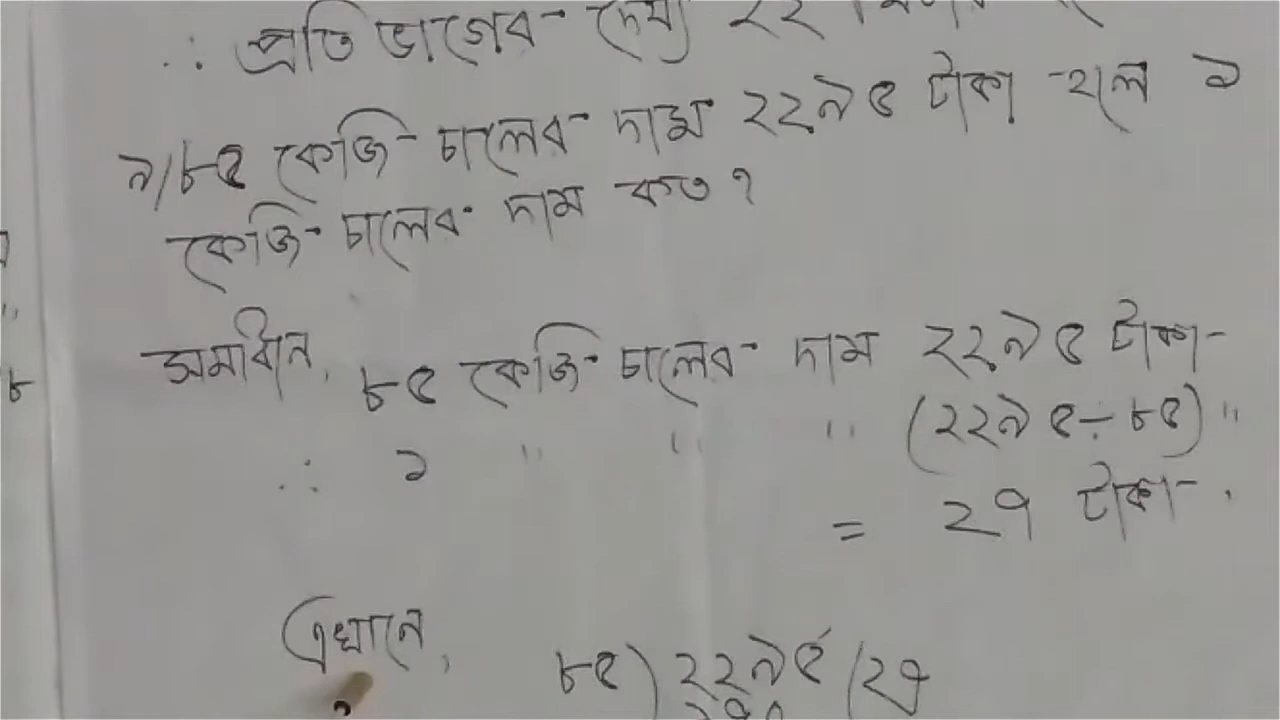 ∴ প্রতি ভাগের দৈর্ঘ্য ২২
৯/৮৫ কেজি চালের দাম ২২৯৫ টাকা হলে ১
কেজি চালের দাম কত?
সমাধান, ৮৫ কেজি চালের দাম ২২৯৫ টাকা
∴ ১ " " " (২২৯৫÷৮৫) "
= ২৭ টাকা.
এখানে,
৮৫)২২৯৫(২৭
১৭০